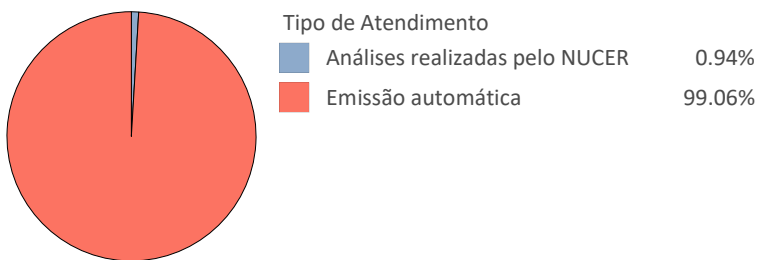 Tipo de Atendimento
Análises realizadas pelo NUCER 0.94%
Emissão automática 99.06%